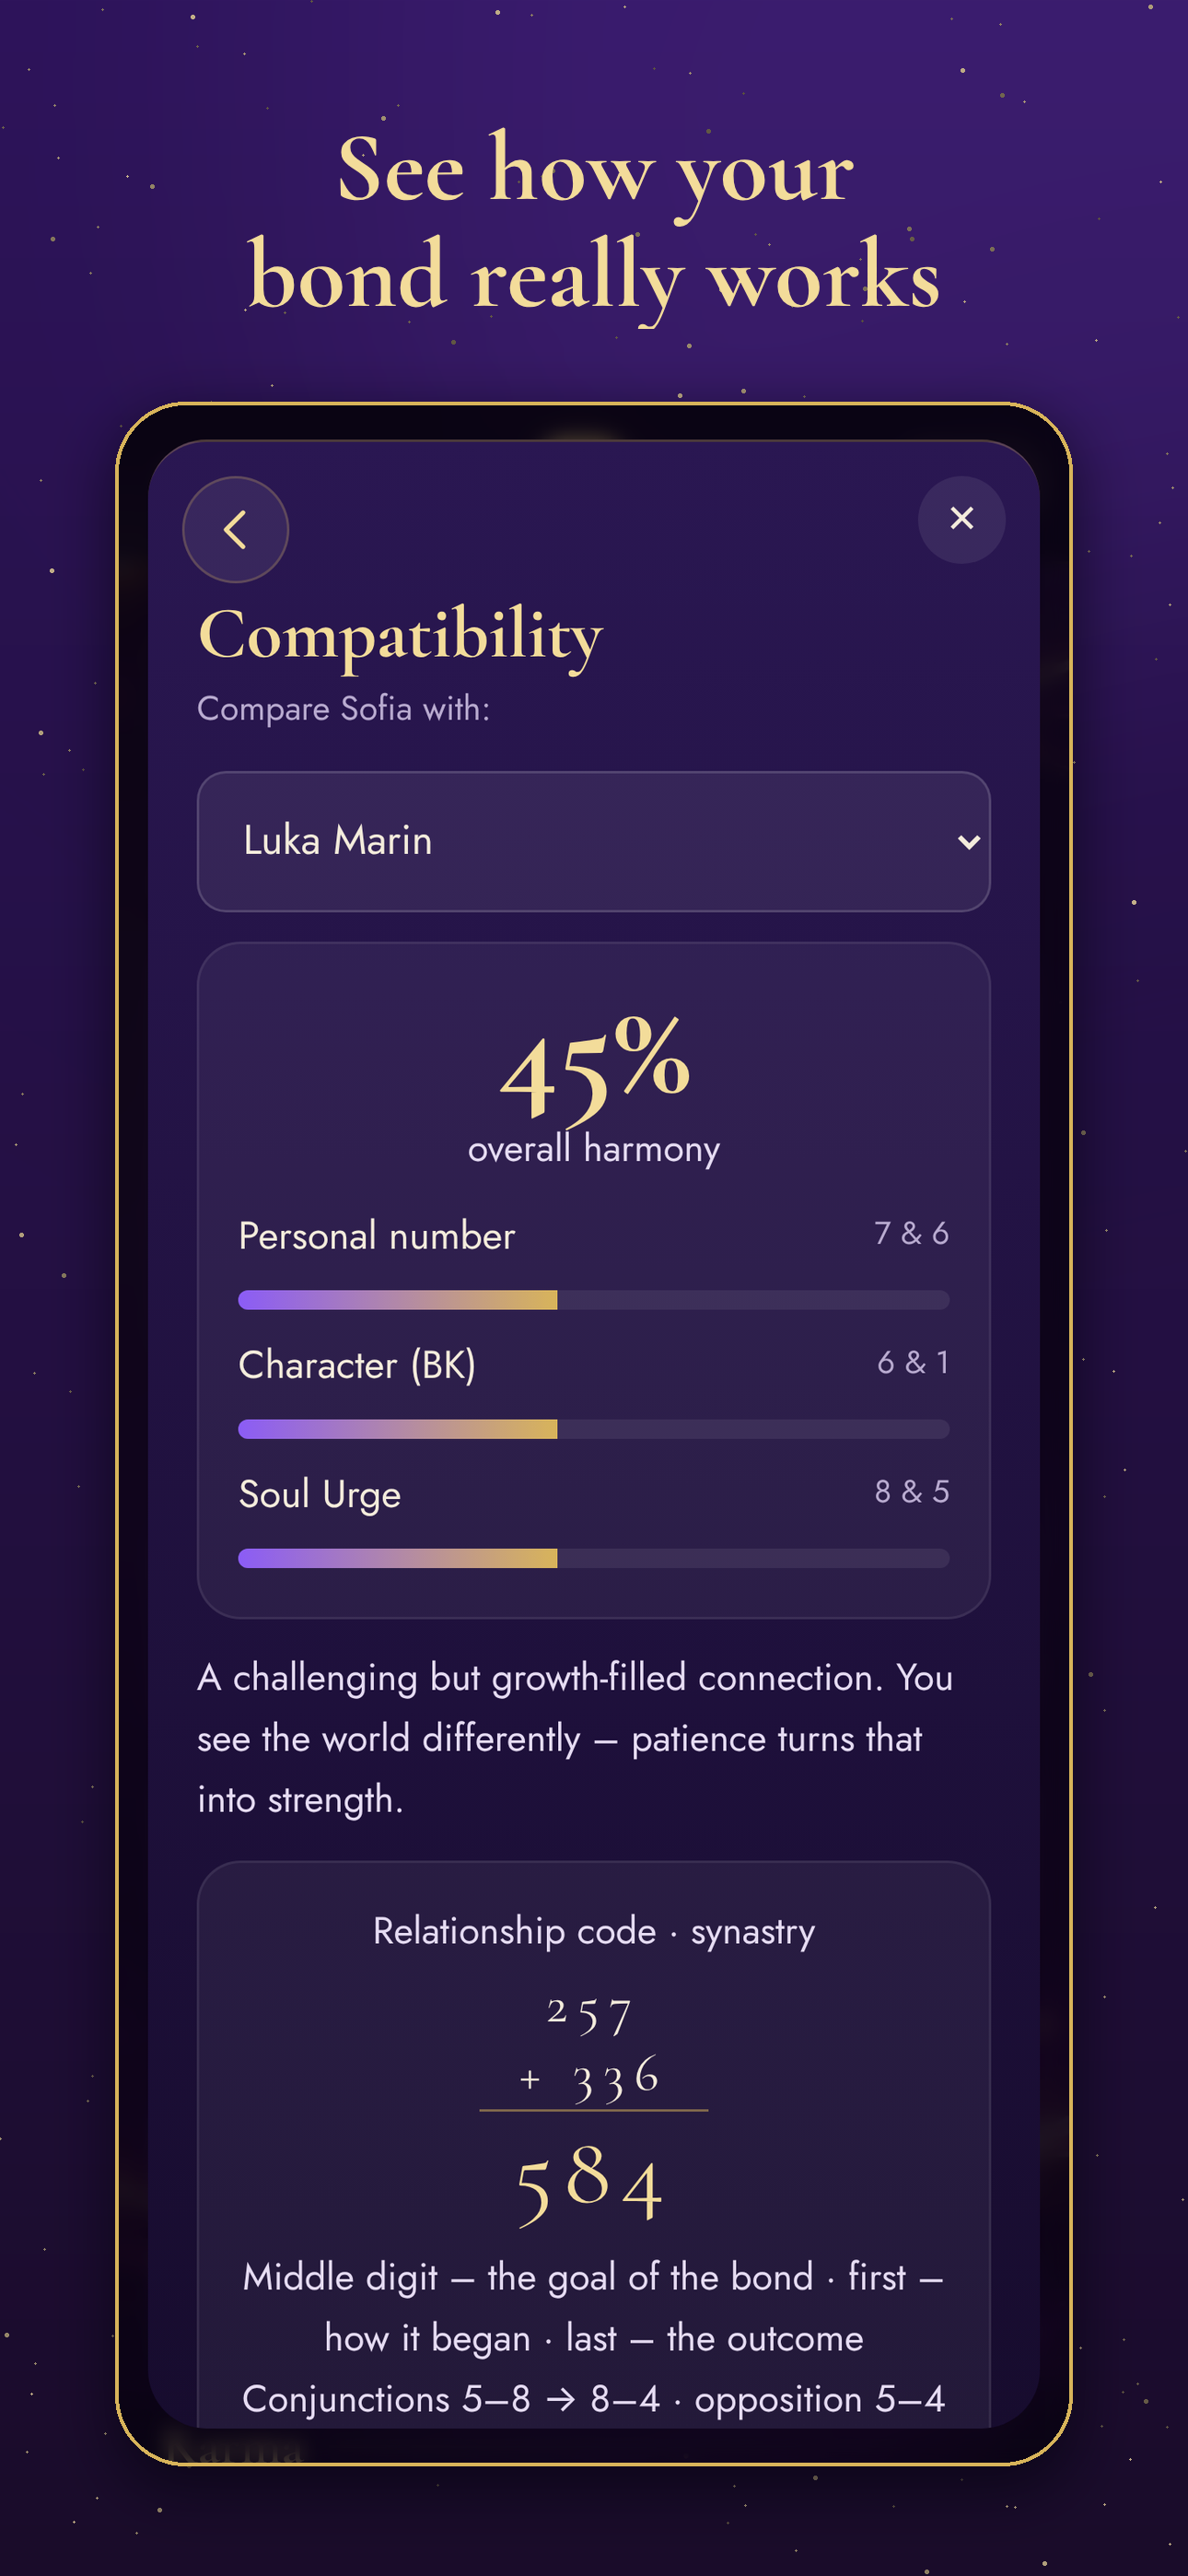 See how your
bond really works
Compatibility
Compare Sofia with:
Luka Marin
45%
overall harmony
Personal number 7 & 6
Character (BK) 6 & 1
Soul Urge 8 & 5
A challenging but growth-filled connection. You
see the world differently – patience turns that
into strength.
Relationship code · synastry
257
+ 336
584
Middle digit – the goal of the bond · first –
how it began · last – the outcome
Conjunctions 5–8 → 8–4 · opposition 5–4
Karma